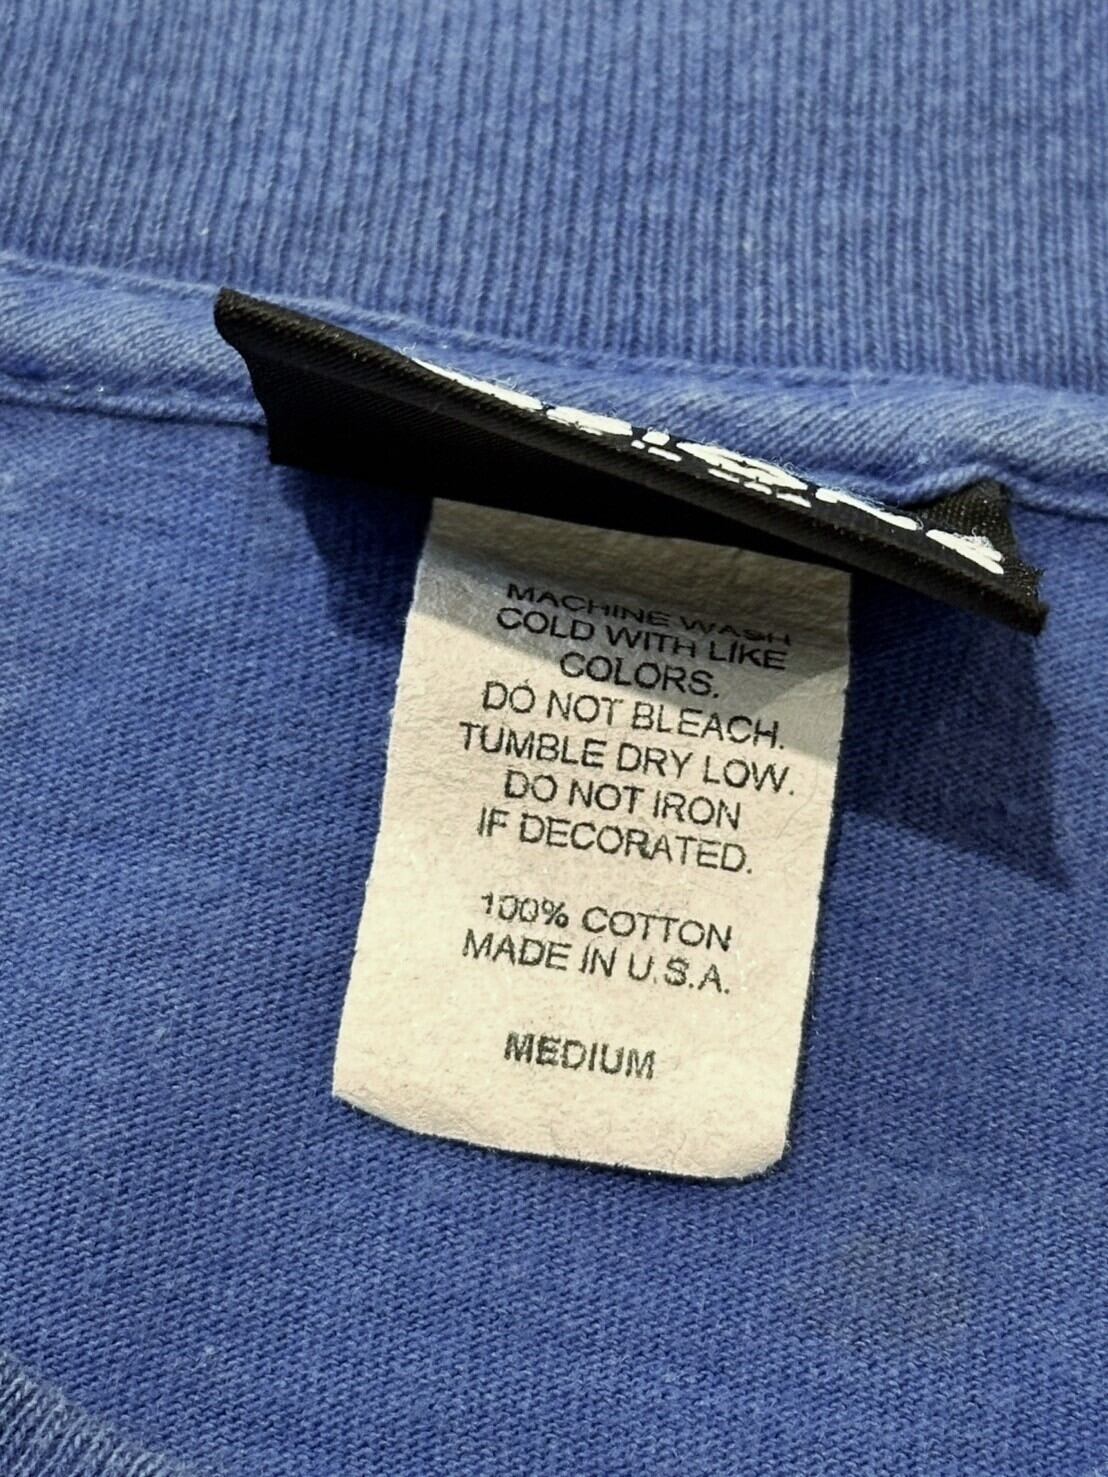 MACHINE WASH
COLD WITH LIKE
COLORS.
DO NOT BLEACH.
TUMBLE DRY LOW.
DO NOT IRON
IF DECORATED.
100% COTTON
MADE IN U.S.A.
MEDIUM